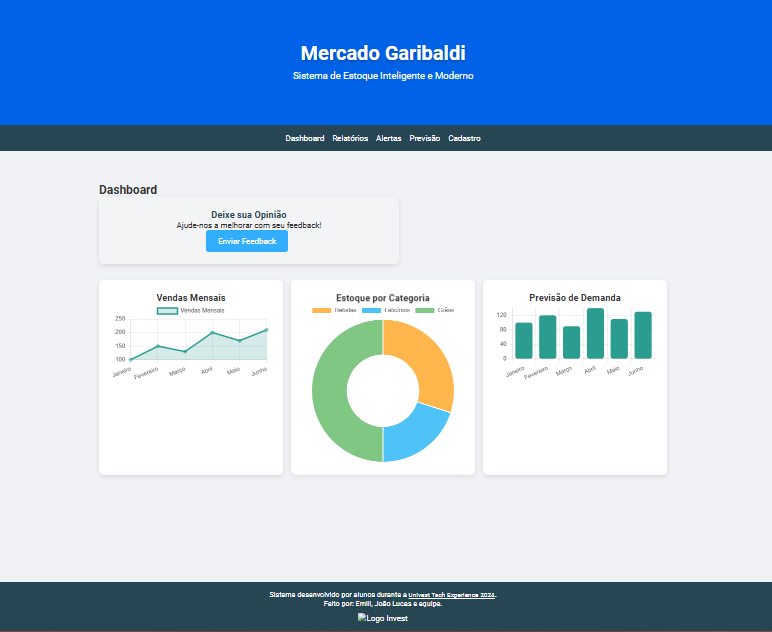 Mercado Garibaldi
Sistema de Estoque Inteligente e Moderno
Dashboard Relatórios Alertas Previsão Cadastro
Dashboard
Deixe sua Opinião
Ajude-nos a melhorar com seu feedback!
Enviar Feedback
Vendas Mensais
Vendas Mensais
250
200
150
100
Janeiro Fevereiro Março Abril Maio Junho
Estoque por Categoria
Bebidas Laticínios Grãos
Previsão de Demanda
120
80
40
0
Janeiro Fevereiro Março Abril Maio Junho
Sistema desenvolvido por alunos durante a Univest Tech Experience 2024.
Feito por: Emili, João Lucas e equipe.
Logo Invest